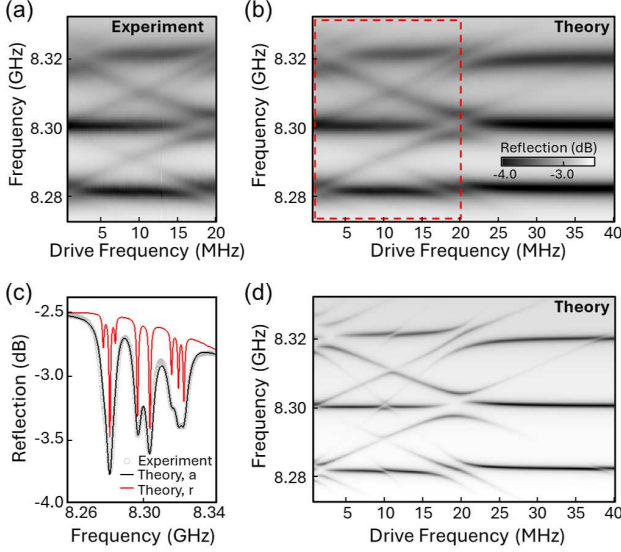 (a)
Experiment
Frequency (GHz)
8.32
8.30
8.28
5
10
15
20
Drive Frequency (MHz)
(b)
Theory
Frequency (GHz)
8.32
8.30
8.28
Reflection (dB)
-4.0
-3.0
5
10
15
20
25
30
35
40
Drive Frequency (MHz)
(c)
Reflection (dB)
-2.5
-3.0
-3.5
-4.0
Experiment
Theory, a
Theory, r
8.26
8.30
8.34
Frequency (GHz)
(d)
Theory
Frequency (GHz)
8.32
8.30
8.28
5
10
15
20
25
30
35
40
Drive Frequency (MHz)